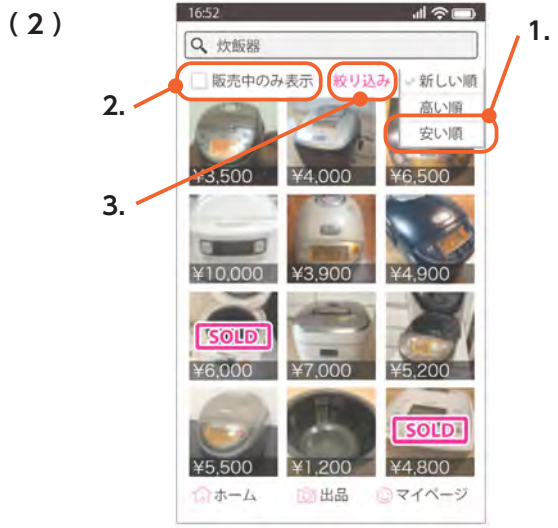 (2)
16:52
炊飯器
販売中のみ表示 絞り込み 新しい順
高い順
安い順
1.
2.
3.
¥3,500 ¥4,000 ¥6,500
¥10,000 ¥3,900 ¥4,900
SOLD
¥6,000 ¥7,000 ¥5,200
SOLD
¥5,500 ¥1,200 ¥4,800
ホーム 出品 マイページ